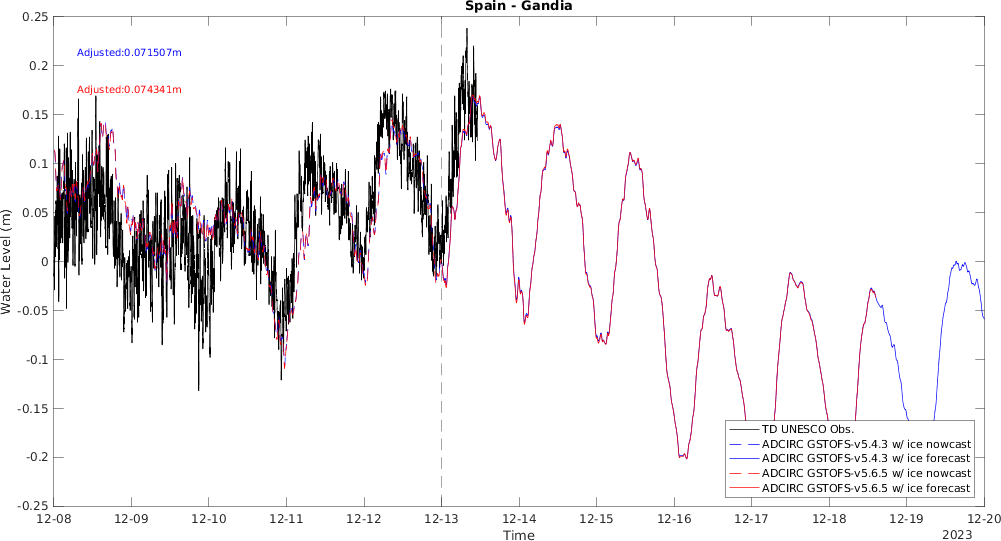 Spain - Gandia
0.25
0.2
0.15
0.1
0.05
0
-0.05
-0.1
-0.15
-0.2
-0.25
Water Level (m)
Adjusted:0.071507m
Adjusted:0.074341m
TD UNESCO Obs.
ADCIRC GSTOFS-v5.4.3 w/ ice nowcast
ADCIRC GSTOFS-v5.4.3 w/ ice forecast
ADCIRC GSTOFS-v5.6.5 w/ ice nowcast
ADCIRC GSTOFS-v5.6.5 w/ ice forecast
12-08 12-09 12-10 12-11 12-12 12-13 12-14 12-15 12-16 12-17 12-18 12-19 12-20
Time
2023